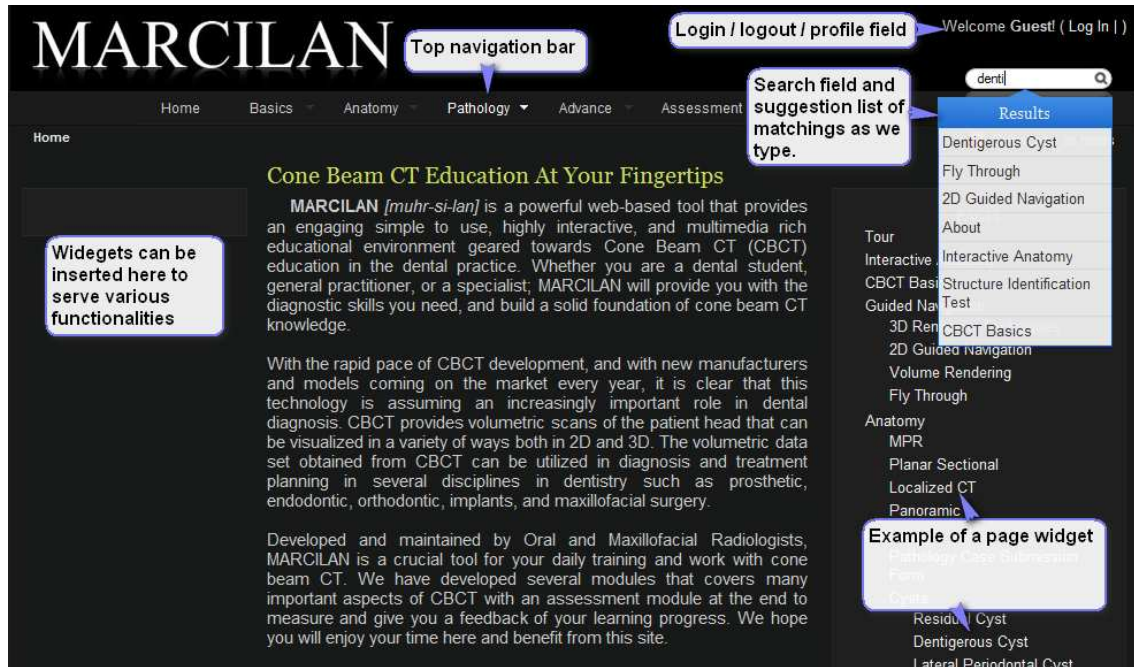 MARCILAN
Top navigation bar
Login / logout / profile field
Welcome Guest! ( Log In | )
denti
Search field and
suggestion list of
matchings as we
type.
Home Basics Anatomy Pathology Advance Assessment
Results
Dentigerous Cyst
Fly Through
2D Guided Navigation
About
Interactive Anatomy
Structure Identification
Test
CBCT Basics
Home
Widegets can be
inserted here to
serve various
functionalities
Cone Beam CT Education At Your Fingertips
MARCILAN [muhr-si-lan] is a powerful web-based tool that provides
an engaging simple to use, highly interactive, and multimedia rich
educational environment geared towards Cone Beam CT (CBCT)
education in the dental practice. Whether you are a dental student,
general practitioner, or a specialist; MARCILAN will provide you with the
diagnostic skills you need, and build a solid foundation of cone beam CT
knowledge.
With the rapid pace of CBCT development, and with new manufacturers
and models coming on the market every year, it is clear that this
technology is assuming an increasingly important role in dental
diagnosis. CBCT provides volumetric scans of the patient head that can
be visualized in a variety of ways both in 2D and 3D. The volumetric data
set obtained from CBCT can be utilized in diagnosis and treatment
planning in several disciplines in dentistry such as prosthetic,
endodontic, orthodontic, implants, and maxillofacial surgery.
Developed and maintained by Oral and Maxillofacial Radiologists,
MARCILAN is a crucial tool for your daily training and work with cone
beam CT. We have developed several modules that covers many
important aspects of CBCT with an assessment module at the end to
measure and give you a feedback of your learning progress. We hope
you will enjoy your time here and benefit from this site.
Tour
Interactive
CBCT
Guided
3D
2D Guided Navigation
Volume Rendering
Fly Through
Anatomy
MPR
Planar Sectional
Localized CT
Panoramic
Example of a page widget
Pathology Case Submission
Form
Cysts
Residual Cyst
Dentigerous Cyst
Lateral Periodontal Cyst